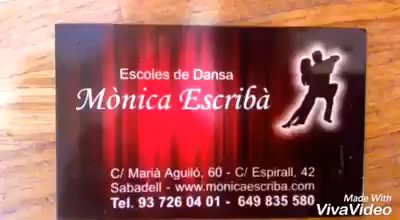 Escoles de Dansa
Mònica Escribà
C/ Marià Aguiló, 60 - C/ Espirall, 42
Sabadell - www.monicaescriba.com
Tel. 93 726 04 01 - 649 835 580
Made With
VivaVideo